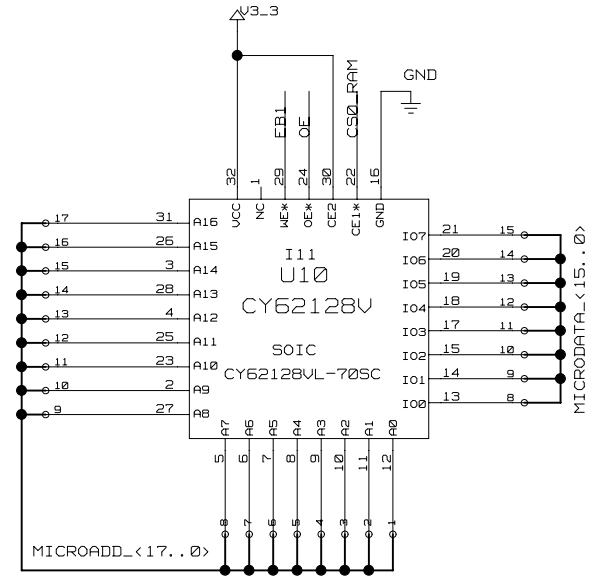 V3_3
GND
EB1
OE
CS0_RAM
32
1
29
24
30
22
16
VCC
NC
WE*
OE*
CE2
CE1*
GND
17 31 A16
16 26 A15
15 3 A14
14 28 A13
13 4 A12
12 25 A11
11 23 A10
10 2 A9
9 27 A8
I11
U10
CY62128V
SOIC
CY62128VL-70SC
IO7 21 15
IO6 20 14
IO5 19 13
IO4 18 12
IO3 17 11
IO2 15 10
IO1 14 9
IO0 13 8
MICRODATA_<15..0>
A7 A6 A5 A4 A3 A2 A1 A0
5 6 7 8 9 10 11 12
8 7 6 5 4 3 2 1
MICROADD_<17..0>